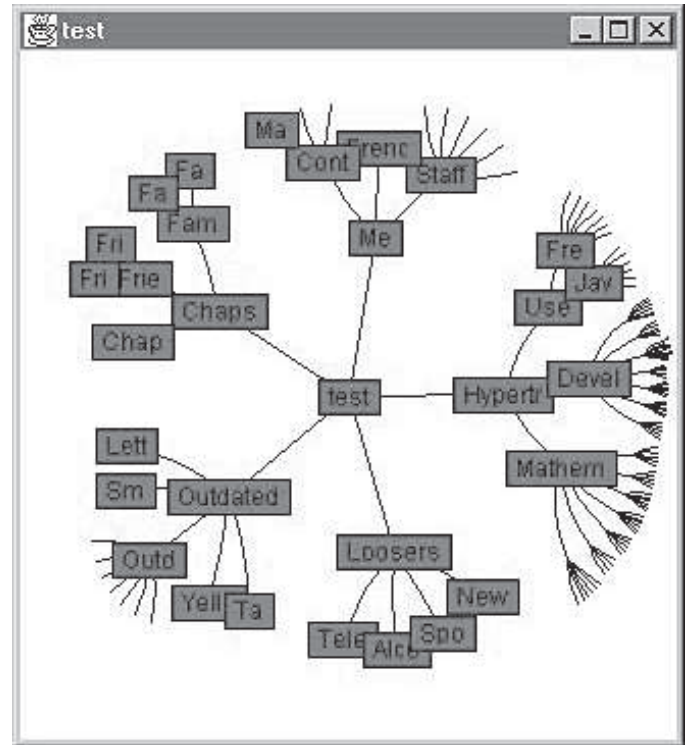 test
Ma
Frenc
Cont
Staff
Fa
Fa
Fam
Me
Fri
Fre
Fri
Frie
Jav
Chaps
Use
Chap
Devel
test
Hypertr
Lett
Mathem
Sm
Outdated
Loosers
Outd
New
Yell
Ta
Spo
Tele
Alco